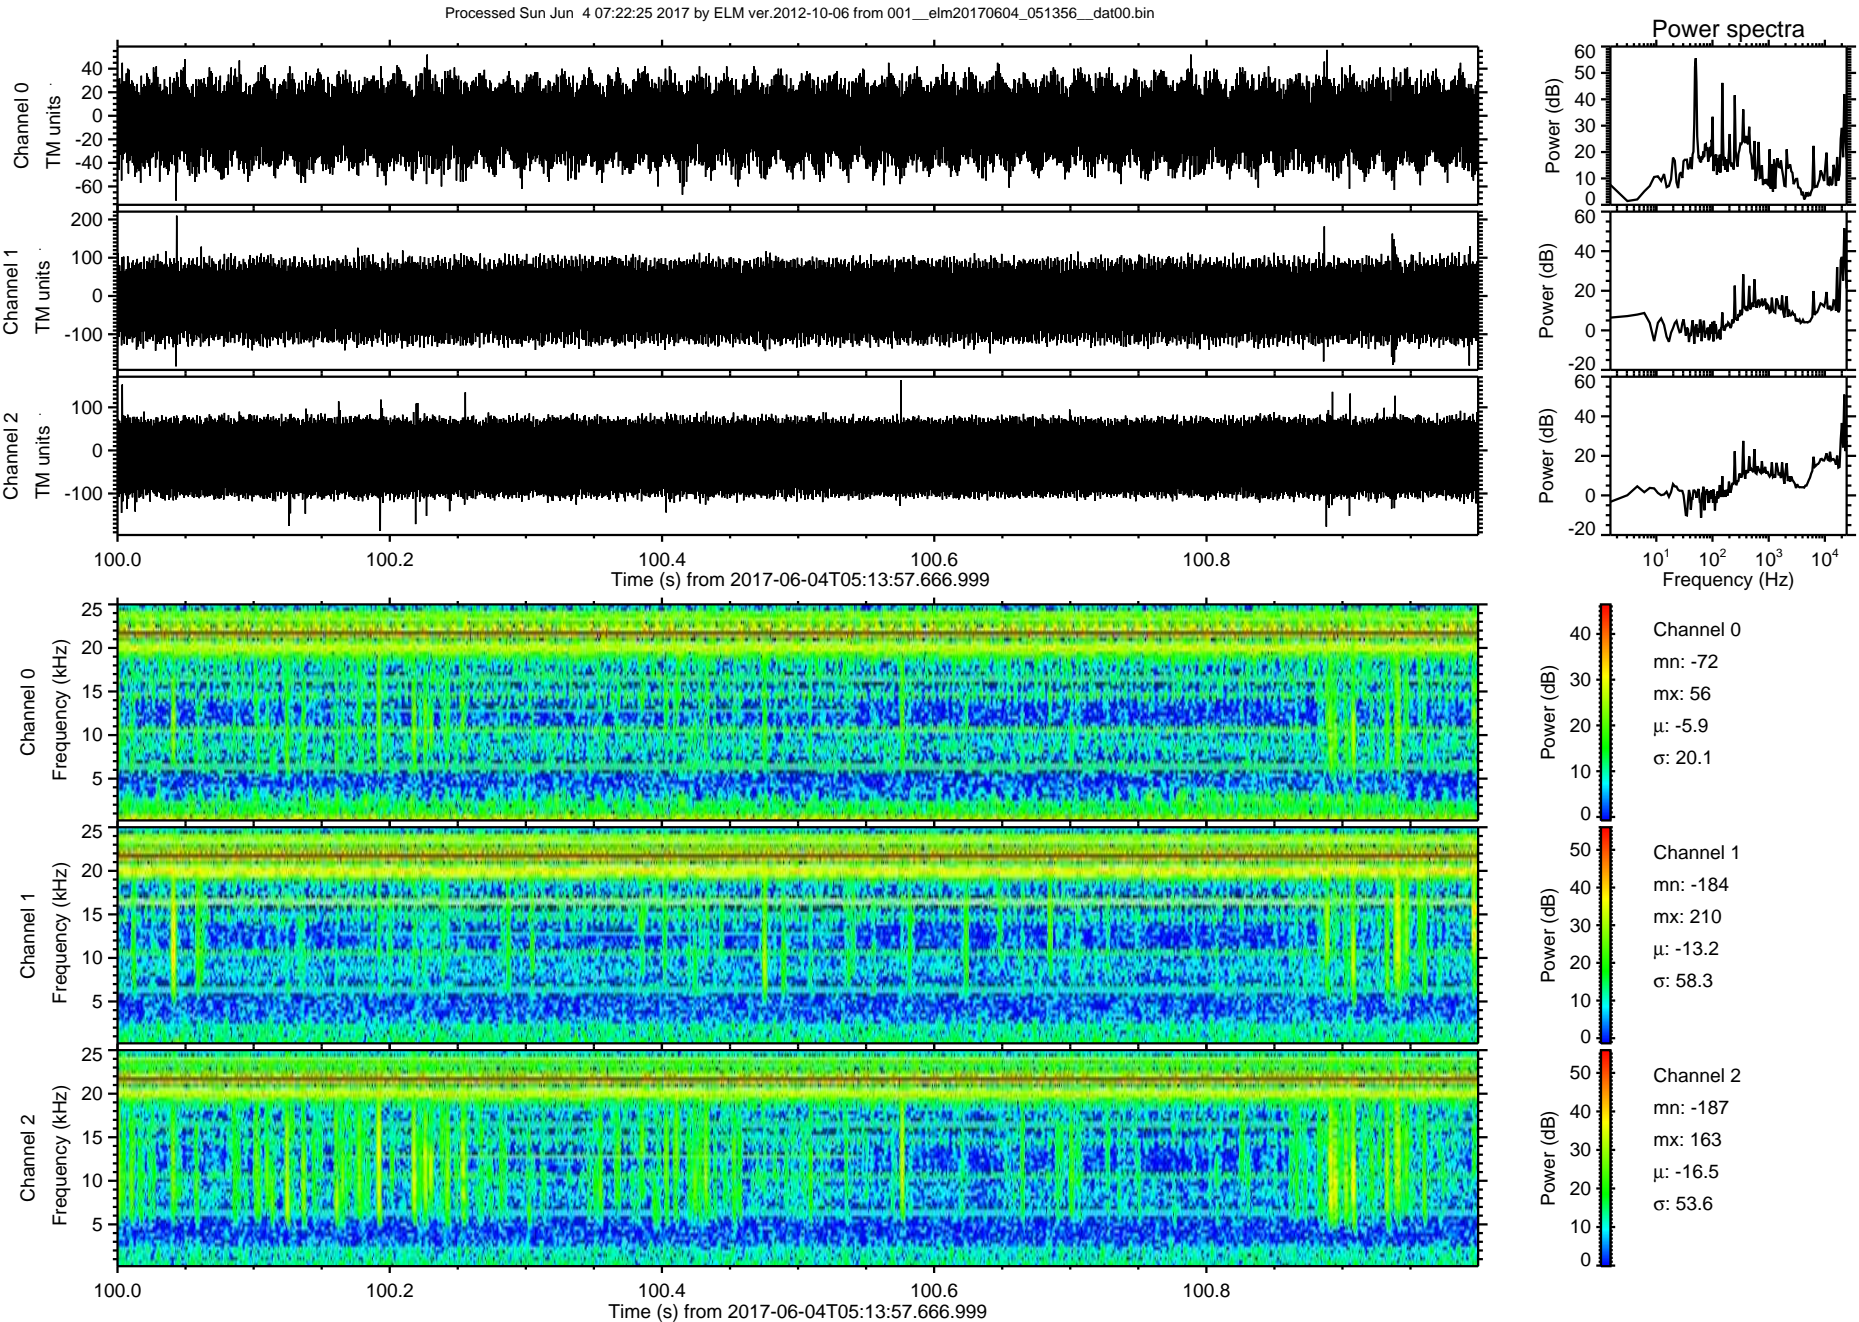 Processed Sun Jun  4 07:22:25 2017 by ELM ver.2012-10-06 from 001__elm20170604_051356__dat00.bin
Power spectra
Channel 0
TM units
40
20
0
-20
-40
-60
Power (dB)
60
50
40
30
20
10
0
Channel 1
TM units
200
100
0
-100
Power (dB)
60
40
20
0
-20
Channel 2
TM units
100
0
-100
Power (dB)
60
40
20
0
-20
100.0 100.2 100.4 100.6 100.8
Time (s) from 2017-06-04T05:13:57.666.999
10^1 10^2 10^3 10^4
Frequency (Hz)
Channel 0
Frequency (kHz)
25
20
15
10
5
Power (dB)
40
30
20
10
0
Channel 0
mn: -72
mx: 56
μ: -5.9
σ: 20.1
Channel 1
Frequency (kHz)
25
20
15
10
5
Power (dB)
50
40
30
20
10
0
Channel 1
mn: -184
mx: 210
μ: -13.2
σ: 58.3
Channel 2
Frequency (kHz)
25
20
15
10
5
Power (dB)
50
40
30
20
10
0
Channel 2
mn: -187
mx: 163
μ: -16.5
σ: 53.6
100.0 100.2 100.4 100.6 100.8
Time (s) from 2017-06-04T05:13:57.666.999